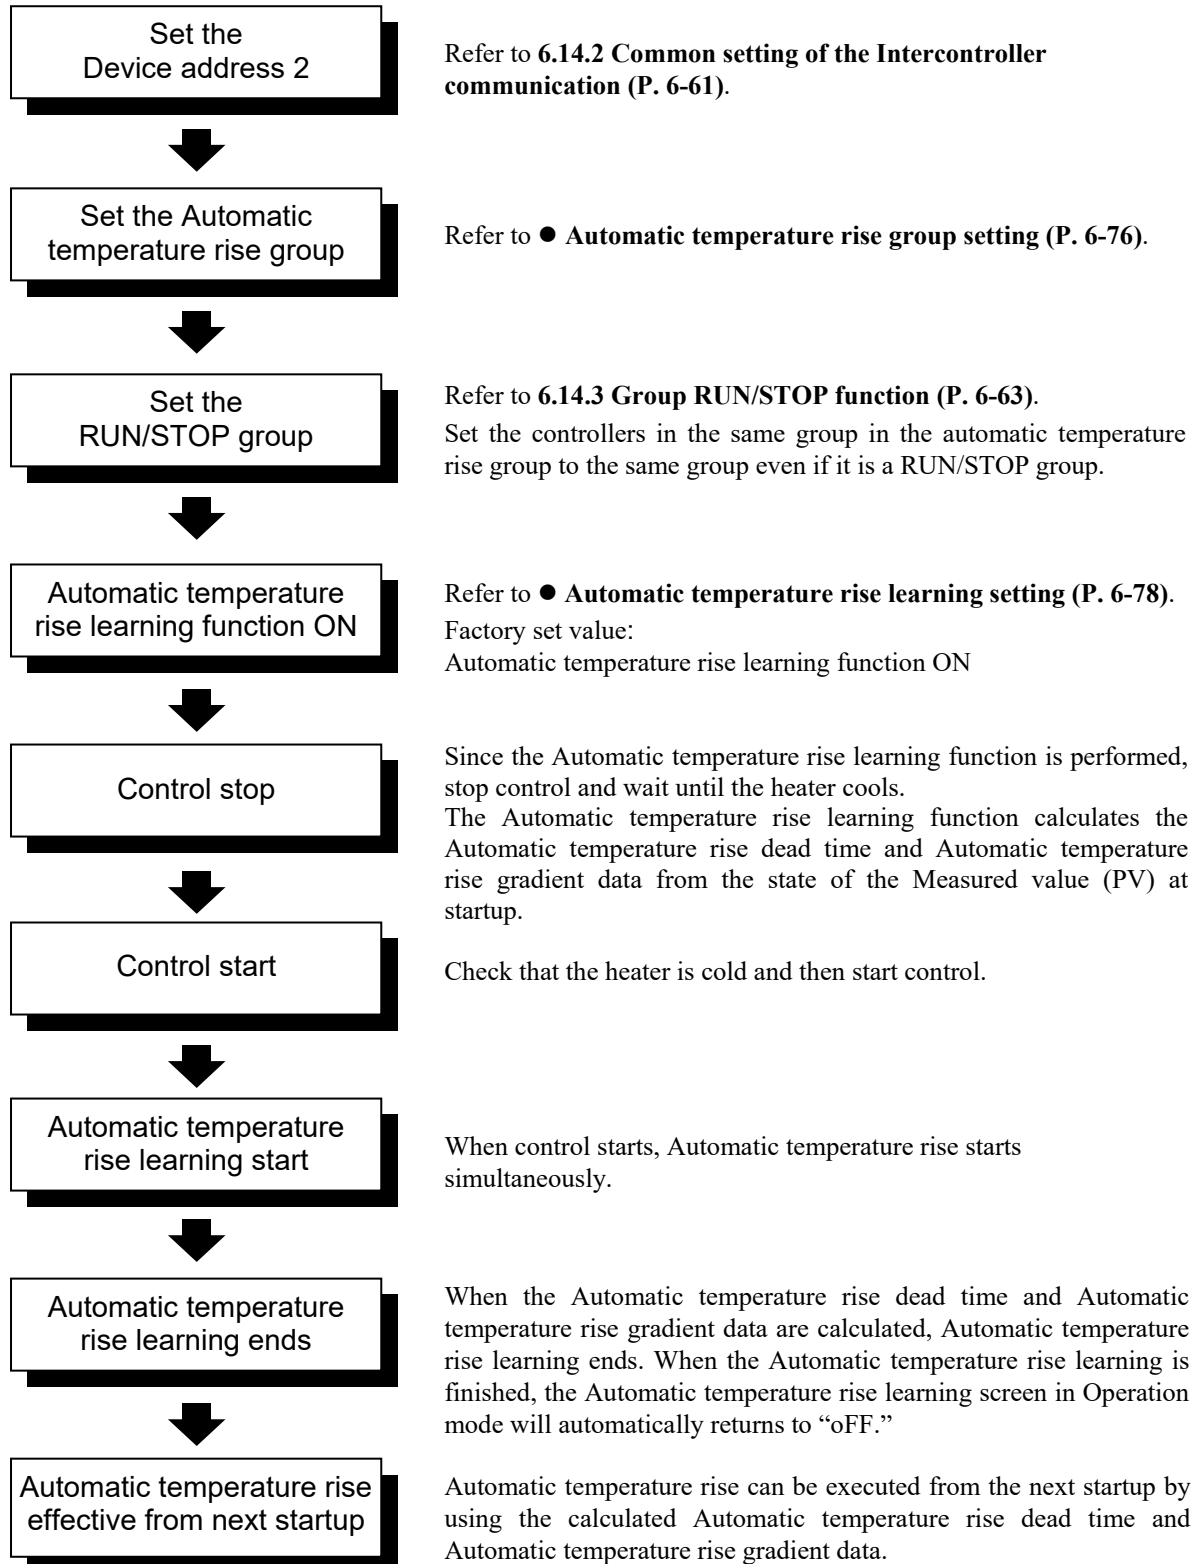 Set the
Device address 2
Refer to 6.14.2 Common setting of the Intercontroller
communication (P. 6-61).
Set the Automatic
temperature rise group
Refer to ● Automatic temperature rise group setting (P. 6-76).
Set the
RUN/STOP group
Refer to 6.14.3 Group RUN/STOP function (P. 6-63).
Set the controllers in the same group in the automatic temperature
rise group to the same group even if it is a RUN/STOP group.
Automatic temperature
rise learning function ON
Refer to ● Automatic temperature rise learning setting (P. 6-78).
Factory set value:
Automatic temperature rise learning function ON
Control stop
Since the Automatic temperature rise learning function is performed,
stop control and wait until the heater cools.
The Automatic temperature rise learning function calculates the
Automatic temperature rise dead time and Automatic temperature
rise gradient data from the state of the Measured value (PV) at
startup.
Control start
Check that the heater is cold and then start control.
Automatic temperature
rise learning start
When control starts, Automatic temperature rise starts
simultaneously.
Automatic temperature
rise learning ends
When the Automatic temperature rise dead time and Automatic
temperature rise gradient data are calculated, Automatic temperature
rise learning ends. When the Automatic temperature rise learning is
finished, the Automatic temperature rise learning screen in Operation
mode will automatically returns to “oFF.”
Automatic temperature rise
effective from next startup
Automatic temperature rise can be executed from the next startup by
using the calculated Automatic temperature rise dead time and
Automatic temperature rise gradient data.